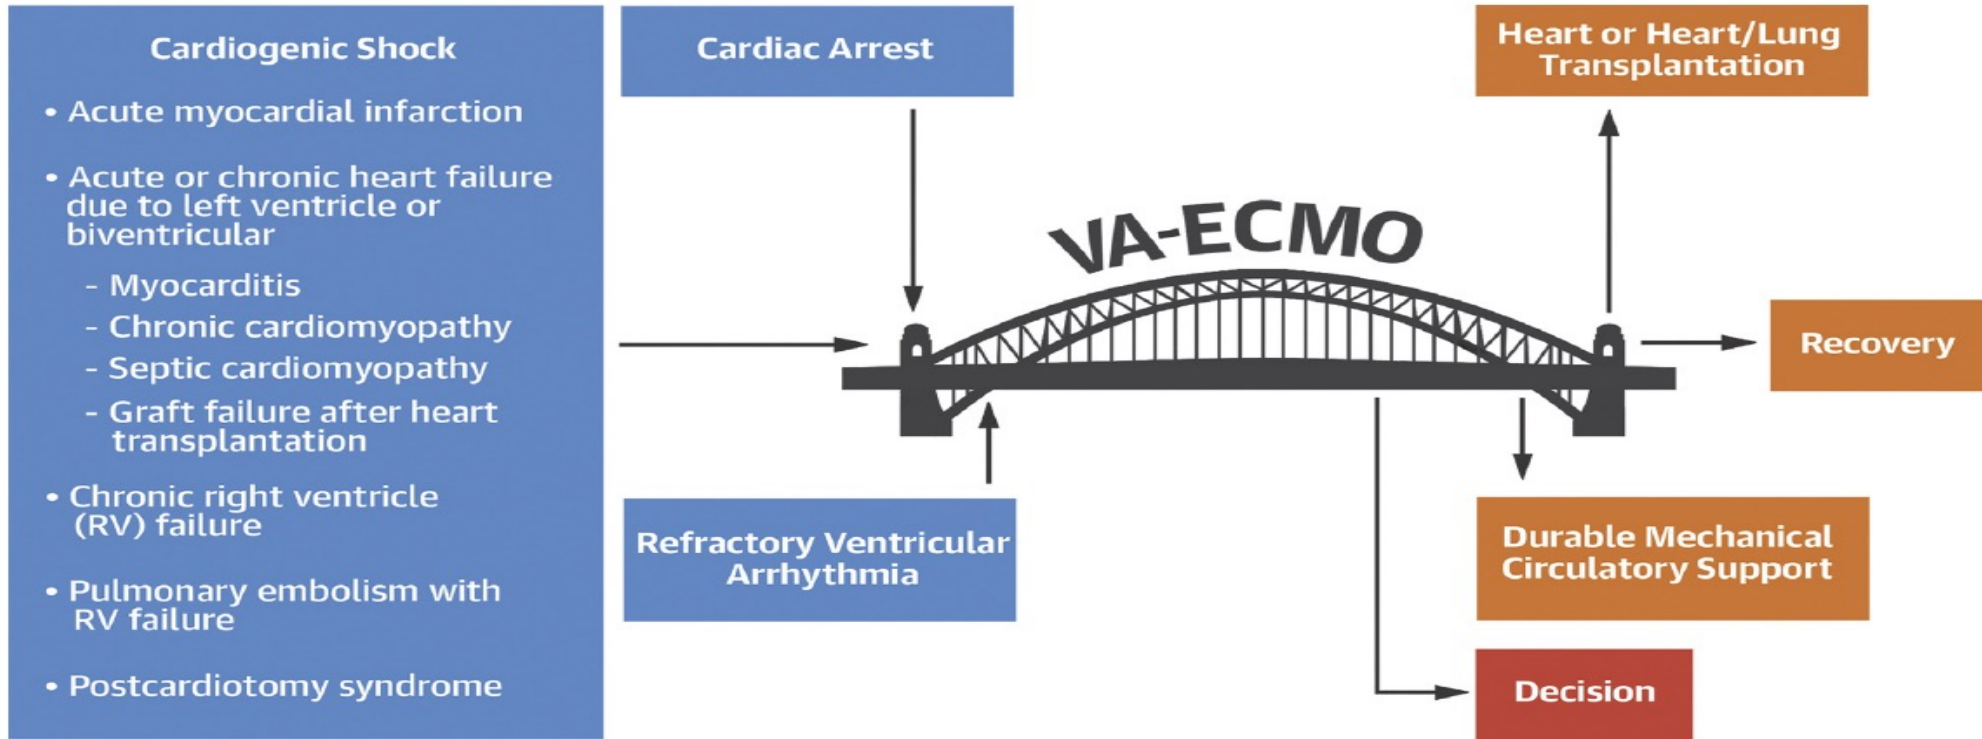 Cardiogenic Shock
• Acute myocardial infarction
• Acute or chronic heart failure
due to left ventricle or
biventricular
- Myocarditis
- Chronic cardiomyopathy
- Septic cardiomyopathy
- Graft failure after heart
transplantation
• Chronic right ventricle
(RV) failure
• Pulmonary embolism with
RV failure
• Postcardiotomy syndrome
Cardiac Arrest
Refractory Ventricular
Arrhythmia
VA-ECMO
Heart or Heart/Lung
Transplantation
Recovery
Durable Mechanical
Circulatory Support
Decision